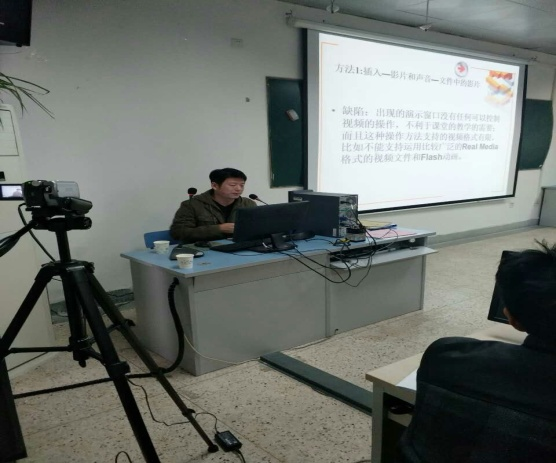 方法1:插入—影片和声音—文件中的影片
• 缺陷：出现的演示窗口没有任何可以控制
视频的操作，不利于课堂的教学的需要；
而且这种操作方法支持的视频格式有限，
比如不能支持运用比较广泛的Real Media
格式的视频文件和Flash动画。